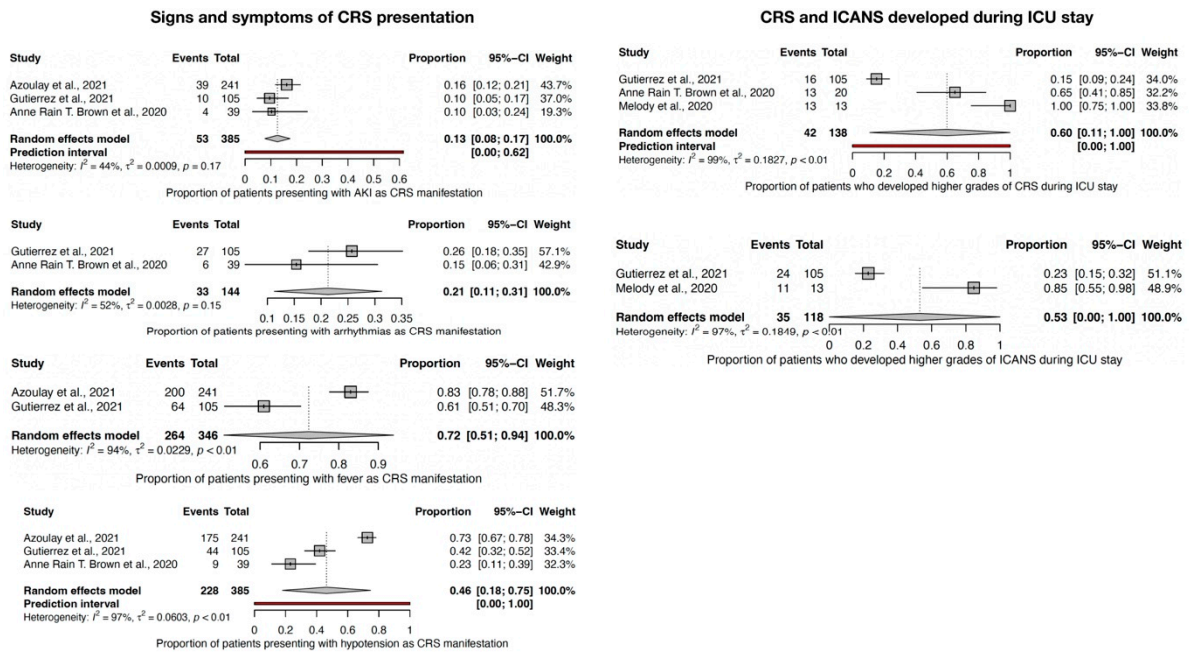 Signs and symptoms of CRS presentation
Study Events Total Proportion 95%−CI Weight
Azoulay et al., 2021 39 241 0.16 [0.12; 0.21] 43.7%
Gutierrez et al., 2021 10 105 0.10 [0.05; 0.17] 37.0%
Anne Rain T. Brown et al., 2020 4 39 0.10 [0.03; 0.24] 19.3%
Random effects model 53 385 0.13 [0.08; 0.17] 100.0%
Prediction interval [0.00; 0.62]
Heterogeneity: I² = 44%, τ² = 0.0009, p = 0.17
0 0.1 0.2 0.3 0.4 0.5 0.6
Proportion of patients presenting with AKI as CRS manifestation
Study Events Total Proportion 95%−CI Weight
Gutierrez et al., 2021 27 105 0.26 [0.18; 0.35] 57.1%
Anne Rain T. Brown et al., 2020 6 39 0.15 [0.06; 0.31] 42.9%
Random effects model 33 144 0.21 [0.11; 0.31] 100.0%
Heterogeneity: I² = 52%, τ² = 0.0028, p = 0.15
0.1 0.15 0.2 0.25 0.3 0.35
Proportion of patients presenting with arrhythmias as CRS manifestation
Study Events Total Proportion 95%−CI Weight
Azoulay et al., 2021 200 241 0.83 [0.78; 0.88] 51.7%
Gutierrez et al., 2021 64 105 0.61 [0.51; 0.70] 48.3%
Random effects model 264 346 0.72 [0.51; 0.94] 100.0%
Heterogeneity: I² = 94%, τ² = 0.0229, p < 0.01
0.6 0.7 0.8 0.9
Proportion of patients presenting with fever as CRS manifestation
Study Events Total Proportion 95%−CI Weight
Azoulay et al., 2021 175 241 0.73 [0.67; 0.78] 34.3%
Gutierrez et al., 2021 44 105 0.42 [0.32; 0.52] 33.4%
Anne Rain T. Brown et al., 2020 9 39 0.23 [0.11; 0.39] 32.3%
Random effects model 228 385 0.46 [0.18; 0.75] 100.0%
Prediction interval [0.00; 1.00]
Heterogeneity: I² = 97%, τ² = 0.0603, p < 0.01
0 0.2 0.4 0.6 0.8 1
Proportion of patients presenting with hypotension as CRS manifestation
CRS and ICANS developed during ICU stay
Study Events Total Proportion 95%−CI Weight
Gutierrez et al., 2021 16 105 0.15 [0.09; 0.24] 34.0%
Anne Rain T. Brown et al., 2020 13 20 0.65 [0.41; 0.85] 32.2%
Melody et al., 2020 13 13 1.00 [0.75; 1.00] 33.8%
Random effects model 42 138 0.60 [0.11; 1.00] 100.0%
Prediction interval [0.00; 1.00]
Heterogeneity: I² = 99%, τ² = 0.1827, p < 0.01
0 0.2 0.4 0.6 0.8 1
Proportion of patients who developed higher grades of CRS during ICU stay
Study Events Total Proportion 95%−CI Weight
Gutierrez et al., 2021 24 105 0.23 [0.15; 0.32] 51.1%
Melody et al., 2020 11 13 0.85 [0.55; 0.98] 48.9%
Random effects model 35 118 0.53 [0.00; 1.00] 100.0%
Heterogeneity: I² = 97%, τ² = 0.1849, p < 0.01
0 0.2 0.4 0.6 0.8 1
Proportion of patients who developed higher grades of ICANS during ICU stay